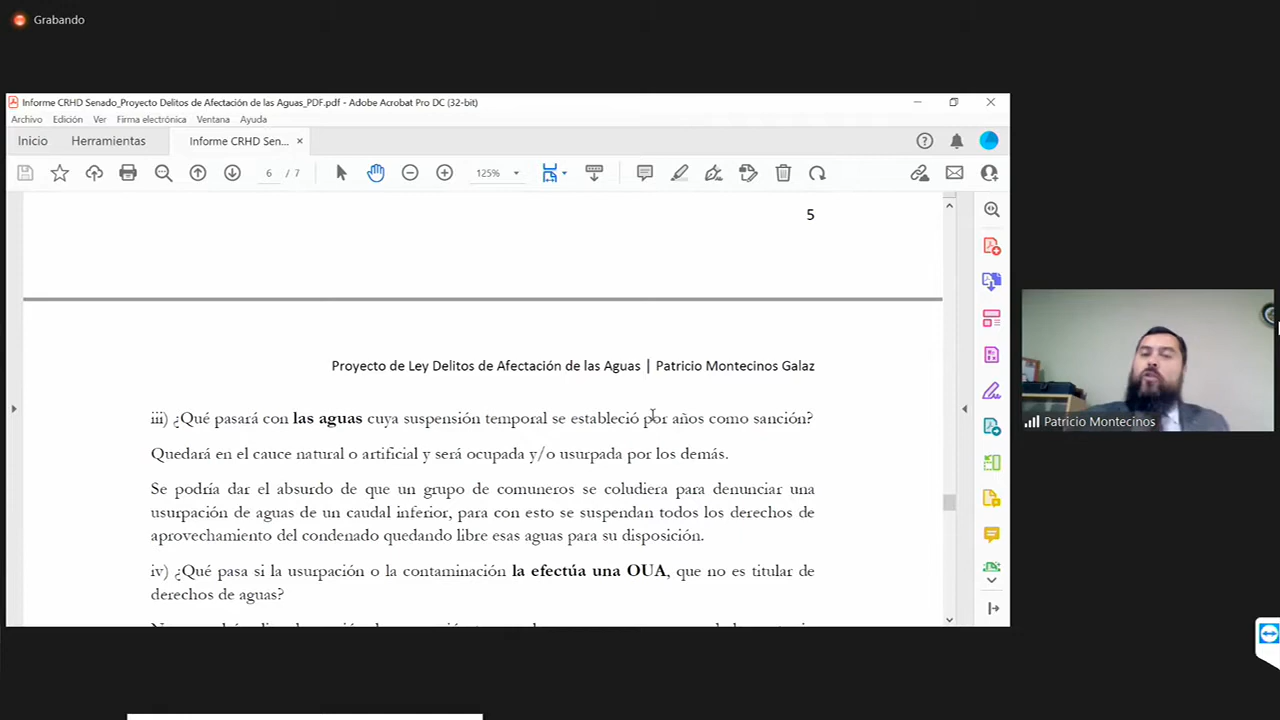 Grabando
Informe CRHD Senado_Proyecto Delitos de Afectación de las Aguas_PDF.pdf - Adobe Acrobat Pro DC (32-bit)
Archivo Edición Ver Firma electrónica Ventana Ayuda
Inicio Herramientas Informe CRHD Sen... ×
6 / 7 125%
5
Proyecto de Ley Delitos de Afectación de las Aguas | Patricio Montecinos Galaz
iii) ¿Qué pasará con las aguas cuya suspensión temporal se estableció por años como sanción?
Quedará en el cauce natural o artificial y será ocupada y/o usurpada por los demás.
Se podría dar el absurdo de que un grupo de comuneros se coludiera para denunciar una
usurpación de aguas de un caudal inferior, para con esto se suspendan todos los derechos de
aprovechamiento del condenado quedando libre esas aguas para su disposición.
iv) ¿Qué pasa si la usurpación o la contaminación la efectúa una OUA, que no es titular de
derechos de aguas?
Patricio Montecinos